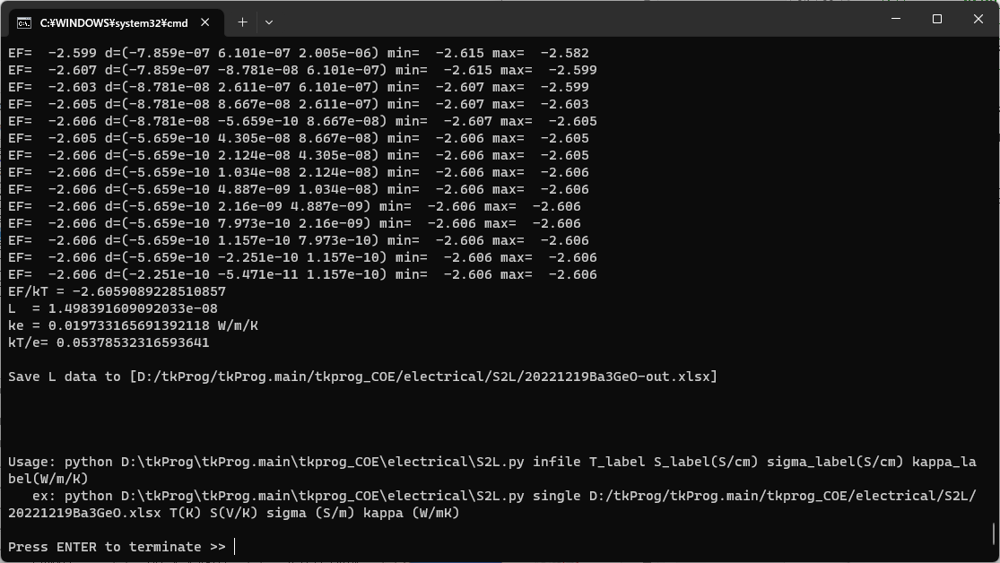 C:¥WINDOWS¥system32¥cmd
EF=  -2.599 d=(-7.859e-07 6.101e-07 2.005e-06) min=  -2.615 max=  -2.582
EF=  -2.607 d=(-7.859e-07 -8.781e-08 6.101e-07) min=  -2.615 max=  -2.599
EF=  -2.603 d=(-8.781e-08 2.611e-07 6.101e-07) min=  -2.607 max=  -2.599
EF=  -2.605 d=(-8.781e-08 8.667e-08 2.611e-07) min=  -2.607 max=  -2.603
EF=  -2.606 d=(-8.781e-08 -5.659e-10 8.667e-08) min=  -2.607 max=  -2.605
EF=  -2.605 d=(-5.659e-10 4.305e-08 8.667e-08) min=  -2.606 max=  -2.605
EF=  -2.606 d=(-5.659e-10 2.124e-08 4.305e-08) min=  -2.606 max=  -2.605
EF=  -2.606 d=(-5.659e-10 1.034e-08 2.124e-08) min=  -2.606 max=  -2.606
EF=  -2.606 d=(-5.659e-10 4.887e-09 1.034e-08) min=  -2.606 max=  -2.606
EF=  -2.606 d=(-5.659e-10 2.16e-09 4.887e-09) min=  -2.606 max=  -2.606
EF=  -2.606 d=(-5.659e-10 7.973e-10 2.16e-09) min=  -2.606 max=  -2.606
EF=  -2.606 d=(-5.659e-10 1.157e-10 7.973e-10) min=  -2.606 max=  -2.606
EF=  -2.606 d=(-5.659e-10 -2.251e-10 1.157e-10) min=  -2.606 max=  -2.606
EF=  -2.606 d=(-2.251e-10 -5.471e-11 1.157e-10) min=  -2.606 max=  -2.606
EF/kT = -2.6059089228510857
L  = 1.498391609092033e-08
ke = 0.019733165691392118 W/m/K
kT/e= 0.05378532316593641
Save L data to [D:/tkProg/tkProg.main/tkprog_COE/electrical/S2L/20221219Ba3GeO-out.xlsx]
Usage: python D:\tkProg\tkProg.main\tkprog_COE\electrical\S2L.py infile T_label S_label(S/cm) sigma_label(S/cm) kappa_la
bel(W/m/K)
   ex: python D:\tkProg\tkProg.main\tkprog_COE\electrical\S2L.py single D:/tkProg/tkProg.main/tkprog_COE/electrical/S2L/
20221219Ba3GeO.xlsx T(K) S(V/K) sigma (S/m) kappa (W/mK)
Press ENTER to terminate >>